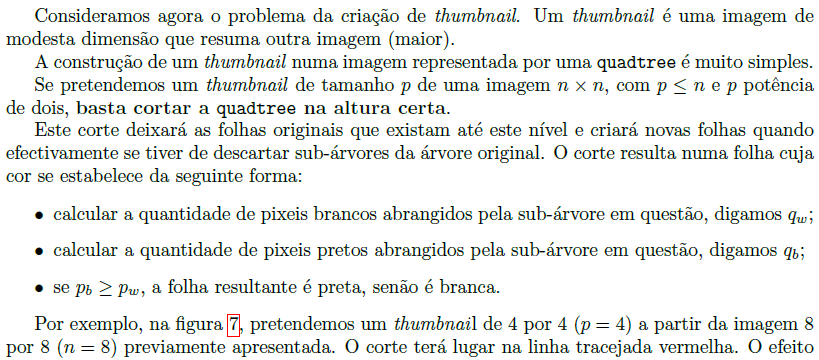 Consideramos agora o problema da criação de thumbnail. Um thumbnail é uma imagem de
modesta dimensão que resuma outra imagem (maior).
A construção de um thumbnail numa imagem representada por uma quadtree é muito simples.
Se pretendemos um thumbnail de tamanho p de uma imagem n × n, com p ≤ n e p potência
de dois, basta cortar a quadtree na altura certa.
Este corte deixará as folhas originais que existam até este nível e criará novas folhas quando
efectivamente se tiver de descartar sub-árvores da árvore original. O corte resulta numa folha cuja
cor se estabelece da seguinte forma:
• calcular a quantidade de pixeis brancos abrangidos pela sub-árvore em questão, digamos q_w;
• calcular a quantidade de pixeis pretos abrangidos pela sub-árvore em questão, digamos q_b;
• se p_b ≥ p_w, a folha resultante é preta, senão é branca.
Por exemplo, na figura 7, pretendemos um thumbnail de 4 por 4 (p = 4) a partir da imagem 8
por 8 (n = 8) previamente apresentada. O corte terá lugar na linha tracejada vermelha. O efeito